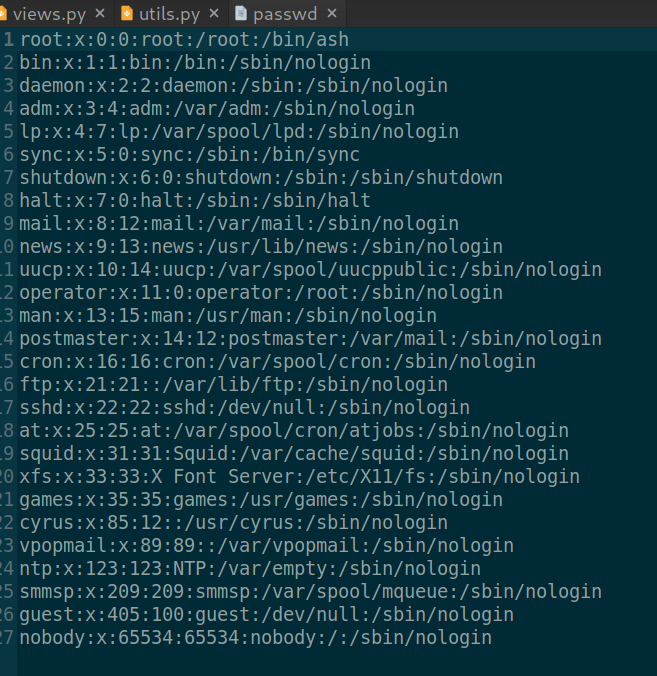 views.py × utils.py × passwd ×
1 root:x:0:0:root:/root:/bin/ash
2 bin:x:1:1:bin:/bin:/sbin/nologin
3 daemon:x:2:2:daemon:/sbin:/sbin/nologin
4 adm:x:3:4:adm:/var/adm:/sbin/nologin
5 lp:x:4:7:lp:/var/spool/lpd:/sbin/nologin
6 sync:x:5:0:sync:/sbin:/bin/sync
7 shutdown:x:6:0:shutdown:/sbin:/sbin/shutdown
8 halt:x:7:0:halt:/sbin:/sbin/halt
9 mail:x:8:12:mail:/var/mail:/sbin/nologin
10 news:x:9:13:news:/usr/lib/news:/sbin/nologin
11 uucp:x:10:14:uucp:/var/spool/uucppublic:/sbin/nologin
12 operator:x:11:0:operator:/root:/sbin/nologin
13 man:x:13:15:man:/usr/man:/sbin/nologin
14 postmaster:x:14:12:postmaster:/var/mail:/sbin/nologin
15 cron:x:16:16:cron:/var/spool/cron:/sbin/nologin
16 ftp:x:21:21::/var/lib/ftp:/sbin/nologin
17 sshd:x:22:22:sshd:/dev/null:/sbin/nologin
18 at:x:25:25:at:/var/spool/cron/atjobs:/sbin/nologin
19 squid:x:31:31:Squid:/var/cache/squid:/sbin/nologin
20 xfs:x:33:33:X Font Server:/etc/X11/fs:/sbin/nologin
21 games:x:35:35:games:/usr/games:/sbin/nologin
22 cyrus:x:85:12::/usr/cyrus:/sbin/nologin
23 vpopmail:x:89:89::/var/vpopmail:/sbin/nologin
24 ntp:x:123:123:NTP:/var/empty:/sbin/nologin
25 smmsp:x:209:209:smmsp:/var/spool/mqueue:/sbin/nologin
26 guest:x:405:100:guest:/dev/null:/sbin/nologin
27 nobody:x:65534:65534:nobody:/:/sbin/nologin